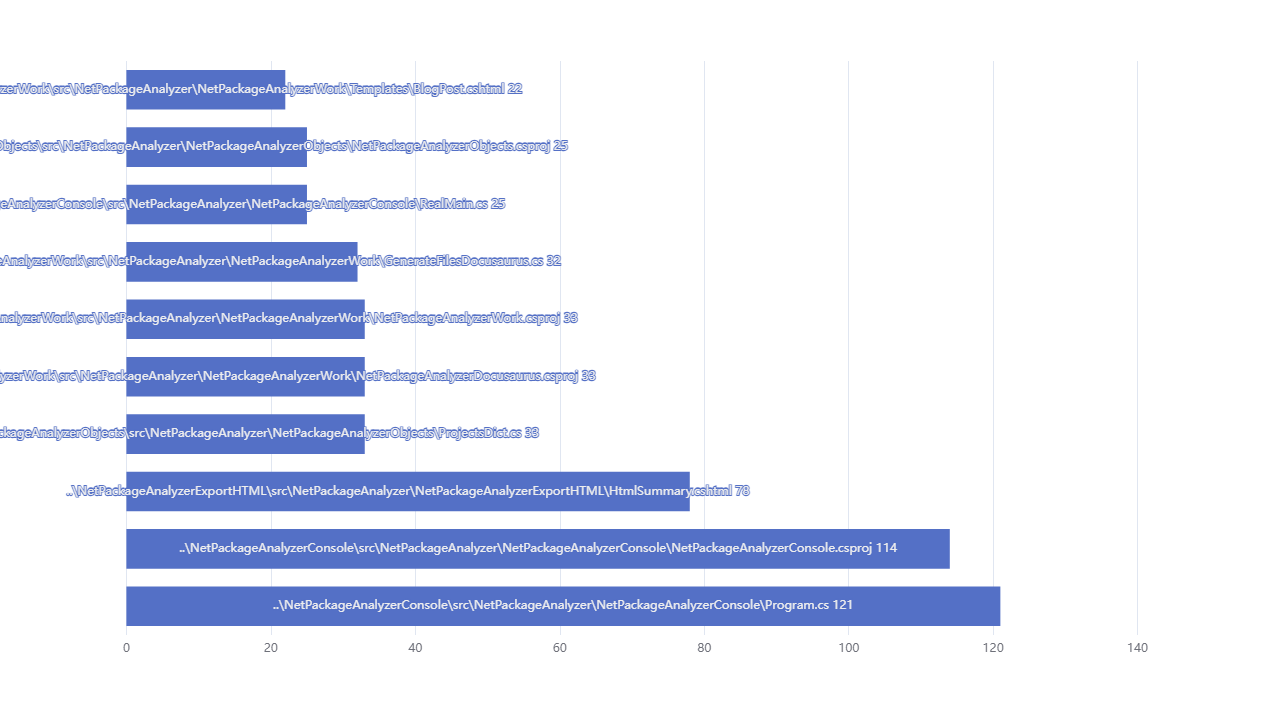 zerWork\src\NetPackageAnalyzer\NetPackageAnalyzerWork\Templates\BlogPost.cshtml 22
Objects\src\NetPackageAnalyzer\NetPackageAnalyzerObjects\NetPackageAnalyzerObjects.csproj 25
eAnalyzerConsole\src\NetPackageAnalyzer\NetPackageAnalyzerConsole\RealMain.cs 25
eAnalyzerWork\src\NetPackageAnalyzer\NetPackageAnalyzerWork\GenerateFilesDocusaurus.cs 32
nalyzerWork\src\NetPackageAnalyzer\NetPackageAnalyzerWork\NetPackageAnalyzerWork.csproj 33
yzerWork\src\NetPackageAnalyzer\NetPackageAnalyzerWork\NetPackageAnalyzerDocusaurus.csproj 33
ckageAnalyzerObjects\src\NetPackageAnalyzer\NetPackageAnalyzerObjects\ProjectsDict.cs 33
..\NetPackageAnalyzerExportHTML\src\NetPackageAnalyzer\NetPackageAnalyzerExportHTML\HtmlSummary.cshtml 78
..\NetPackageAnalyzerConsole\src\NetPackageAnalyzer\NetPackageAnalyzerConsole\NetPackageAnalyzerConsole.csproj 114
..\NetPackageAnalyzerConsole\src\NetPackageAnalyzer\NetPackageAnalyzerConsole\Program.cs 121
0 20 40 60 80 100 120 140